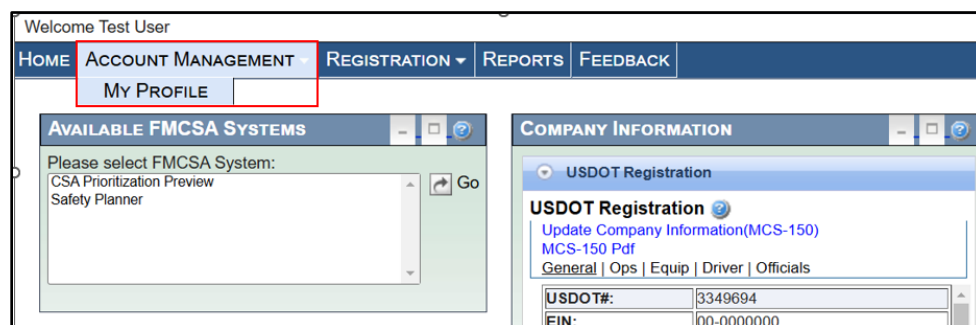 Welcome Test User
HOME ACCOUNT MANAGEMENT REGISTRATION REPORTS FEEDBACK
MY PROFILE
AVAILABLE FMCSA SYSTEMS
Please select FMCSA System:
CSA Prioritization Preview
Safety Planner
Go
COMPANY INFORMATION
USDOT Registration
USDOT Registration
Update Company Information(MCS-150)
MCS-150 Pdf
General | Ops | Equip | Driver | Officials
USDOT#: 3349694
EIN: 00-0000000